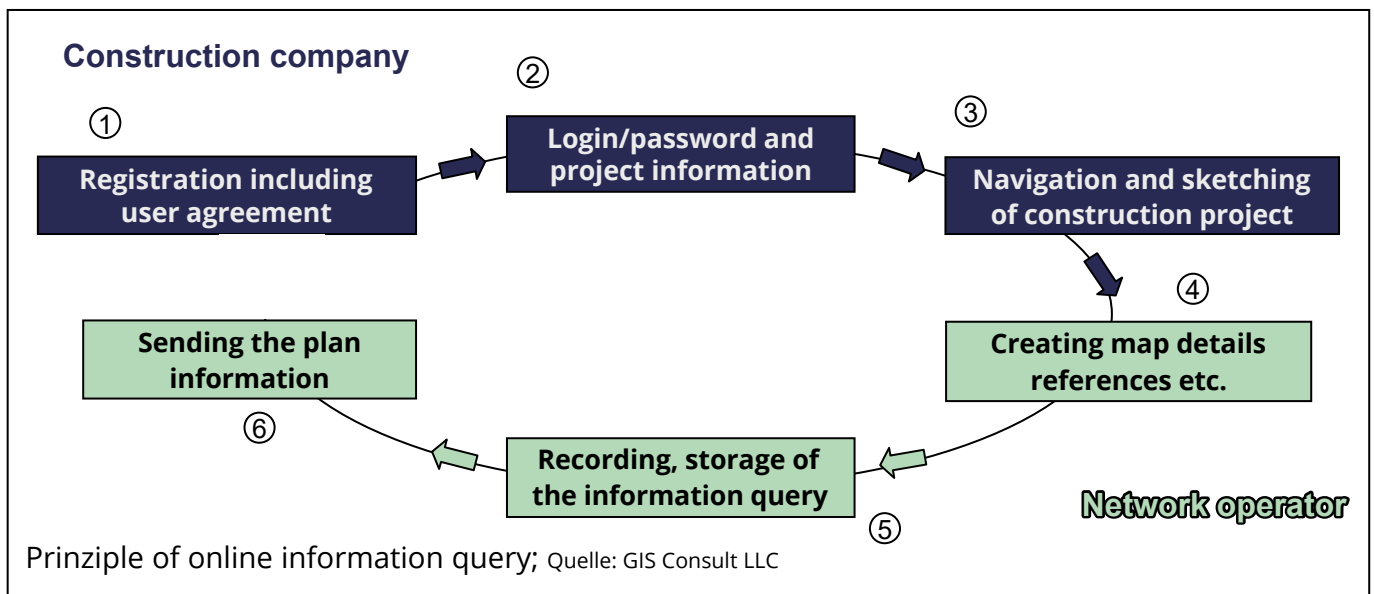 Construction company
①
Registration including
user agreement
②
Login/password and
project information
③
Navigation and sketching
of construction project
④
Creating map details
references etc.
⑤
Recording, storage of
the information query
⑥
Sending the plan
information
Network operator
Prinziple of online information query; Quelle: GIS Consult LLC